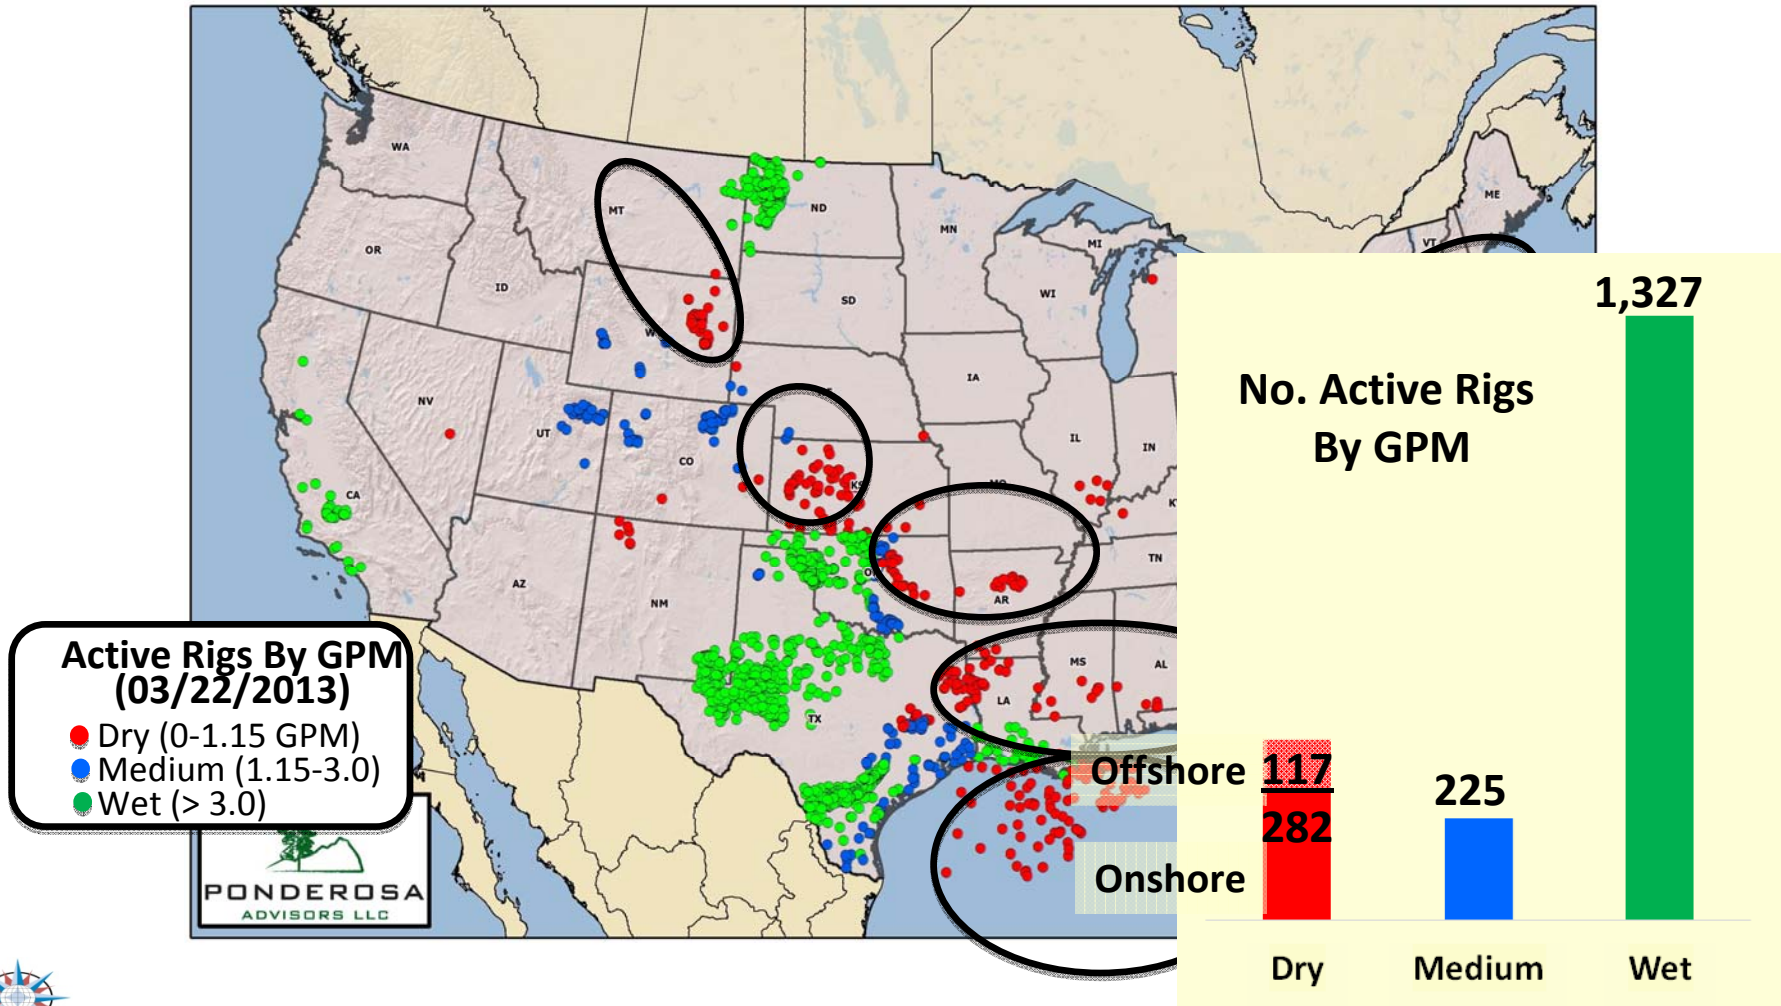 WA
MT
ND
MN
ME
VT
MI
OR
ID
SD
WI
IA
NV
UT
CO
IL
IN
CA
KS
MO
TN
AZ
NM
AR
MS
AL
LA
TX
Active Rigs By GPM
(03/22/2013)
Dry (0-1.15 GPM)
Medium (1.15-3.0)
Wet (> 3.0)
PONDEROSA
ADVISORS LLC
No. Active Rigs
By GPM
1,327
Offshore 117
225
282
Onshore
Dry Medium Wet